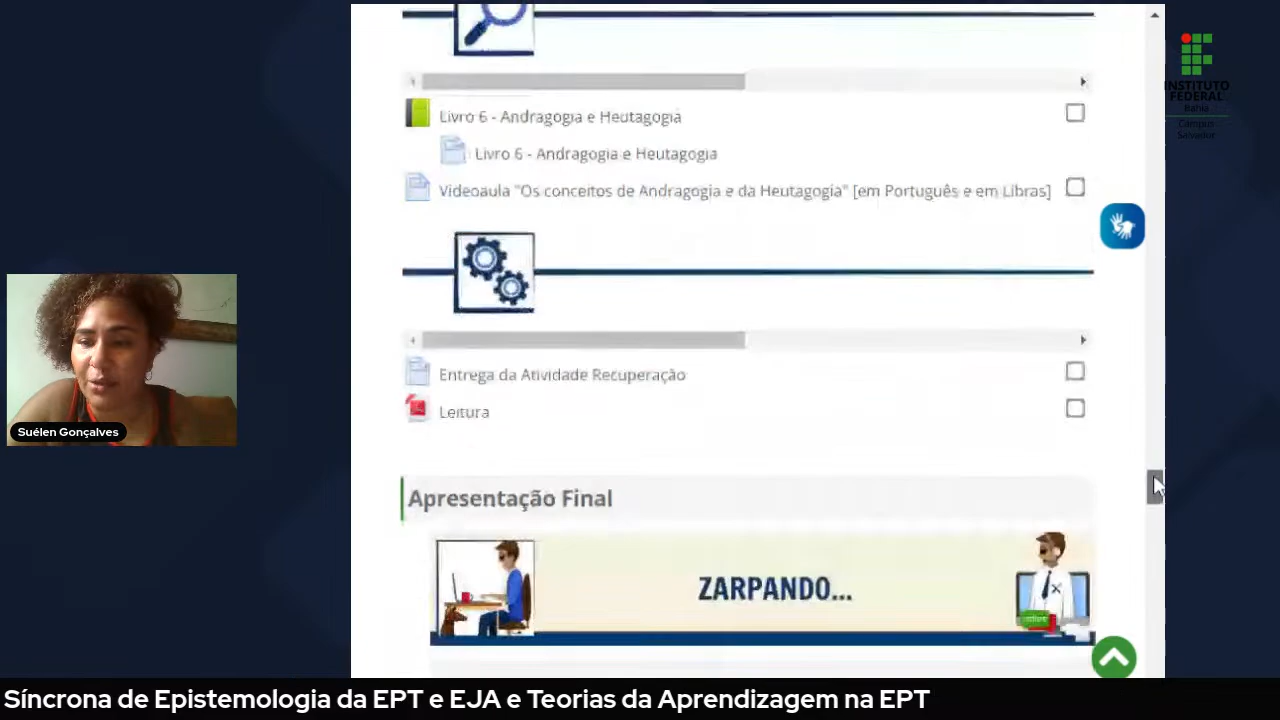 INSTITUTO
FEDERAL
Bahia
Campus
Salvador
Livro 6 - Andragogia e Heutagogia
Livro 6 - Andragogia e Heutagogia
Videoaula "Os conceitos de Andragogia e da Heutagogia" [em Português e em Libras]
Entrega da Atividade Recuperação
Leitura
Suélen Gonçalves
Apresentação Final
ZARPANDO...
Síncrona de Epistemologia da EPT e EJA e Teorias da Aprendizagem na EPT